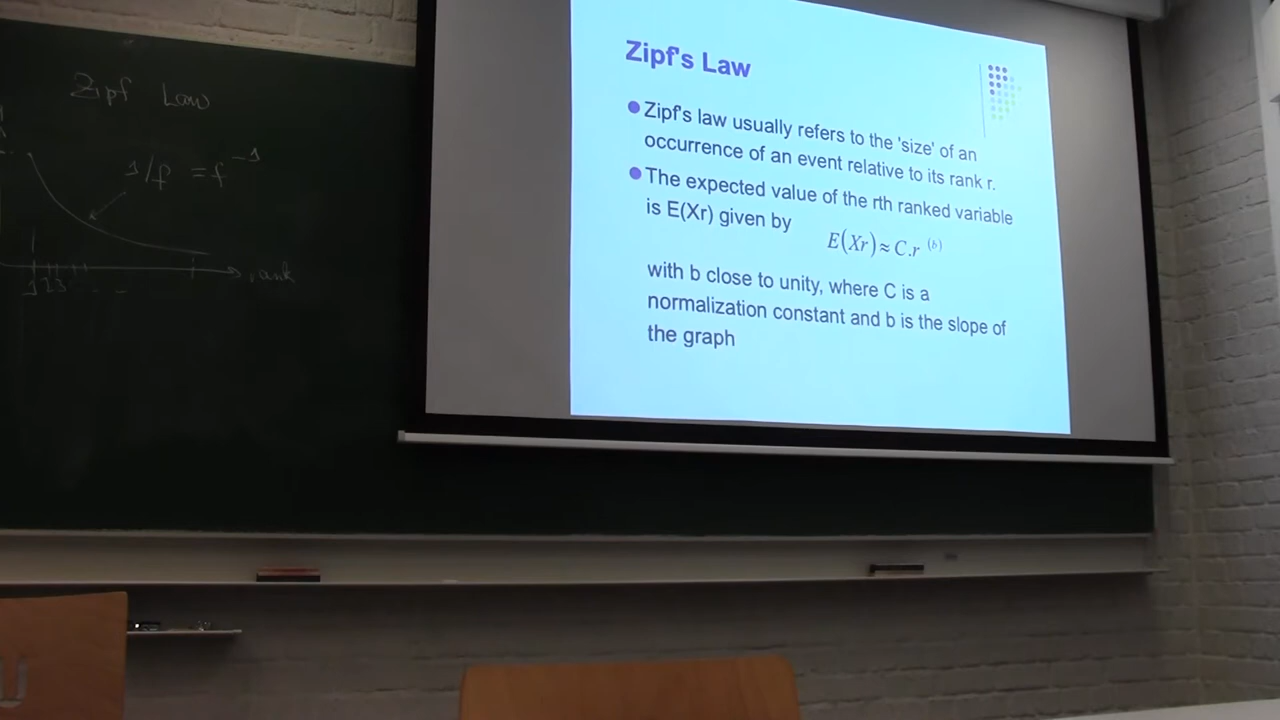 Zipf Law
1/f = f^-1
rank
123 . . _ _
Zipf's Law
Zipf's law usually refers to the 'size' of an
occurrence of an event relative to its rank r.
The expected value of the rth ranked variable
is E(Xr) given by
E(Xr) ≈ C.r (b)
with b close to unity, where C is a
normalization constant and b is the slope of
the graph